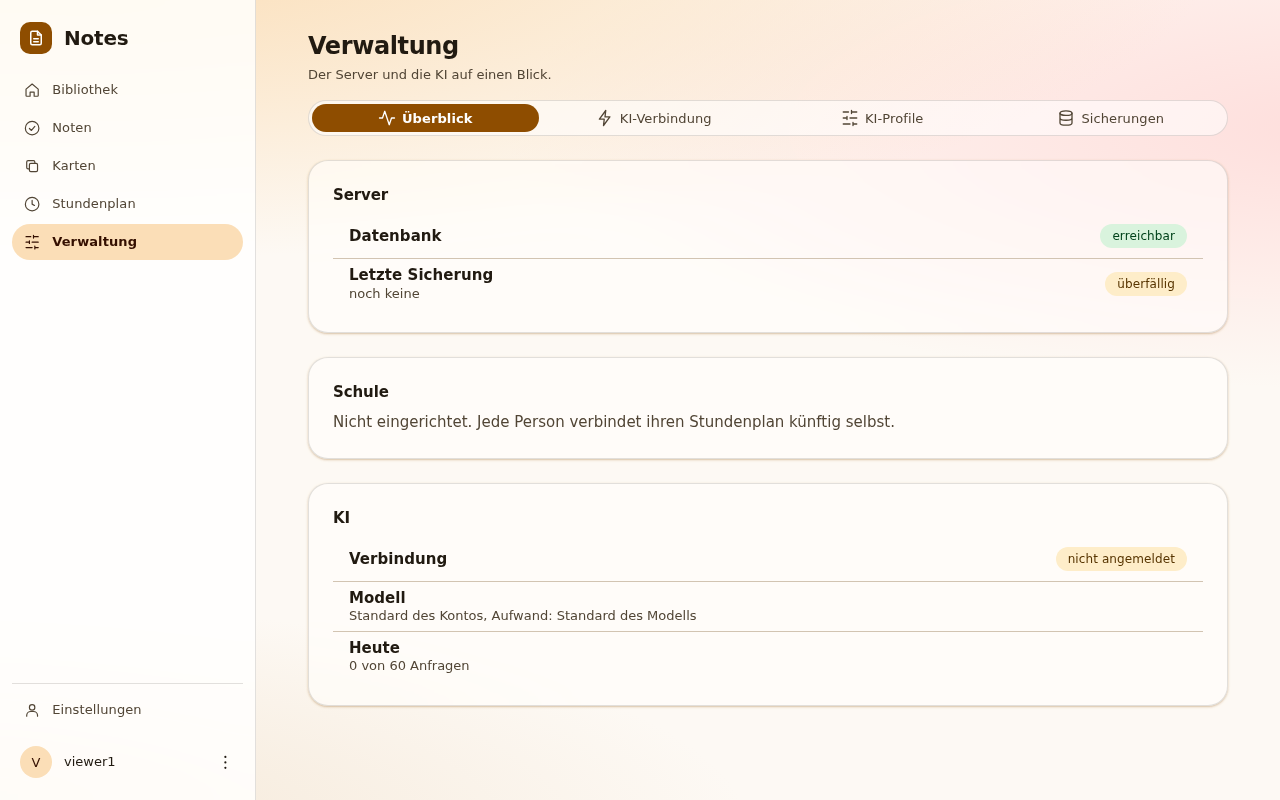 Notes
Bibliothek
Noten
Karten
Stundenplan
Verwaltung
Einstellungen
V
viewer1
Verwaltung
Der Server und die KI auf einen Blick.
Überblick
KI-Verbindung
KI-Profile
Sicherungen
Server
Datenbank
erreichbar
Letzte Sicherung
noch keine
überfällig
Schule
Nicht eingerichtet. Jede Person verbindet ihren Stundenplan künftig selbst.
KI
Verbindung
nicht angemeldet
Modell
Standard des Kontos, Aufwand: Standard des Modells
Heute
0 von 60 Anfragen